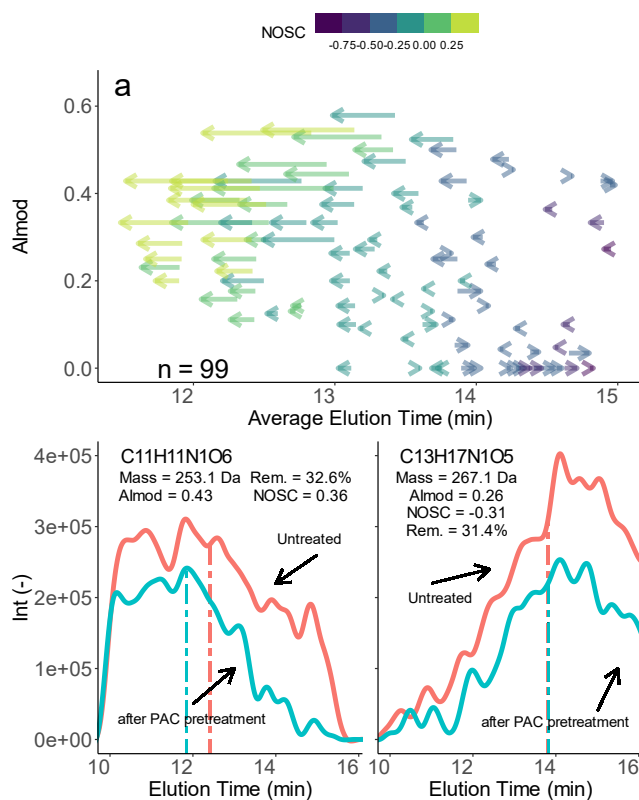 NOSC
-0.75-0.50-0.25 0.00 0.25
a
0.6
0.4
0.2
0.0
AImod
n = 99
12 13 14 15
Average Elution Time (min)
C11H11N1O6
Mass = 253.1 Da Rem. = 32.6%
AImod = 0.43 NOSC = 0.36
Untreated
after PAC pretreatment
C13H17N1O5
Mass = 267.1 Da
AImod = 0.26
NOSC = -0.31
Rem. = 31.4%
Untreated
after PAC pretreatment
4e+05
3e+05
2e+05
1e+05
0e+00
Int (-)
10 12 14 16
Elution Time (min)
10 12 14 16
Elution Time (min)